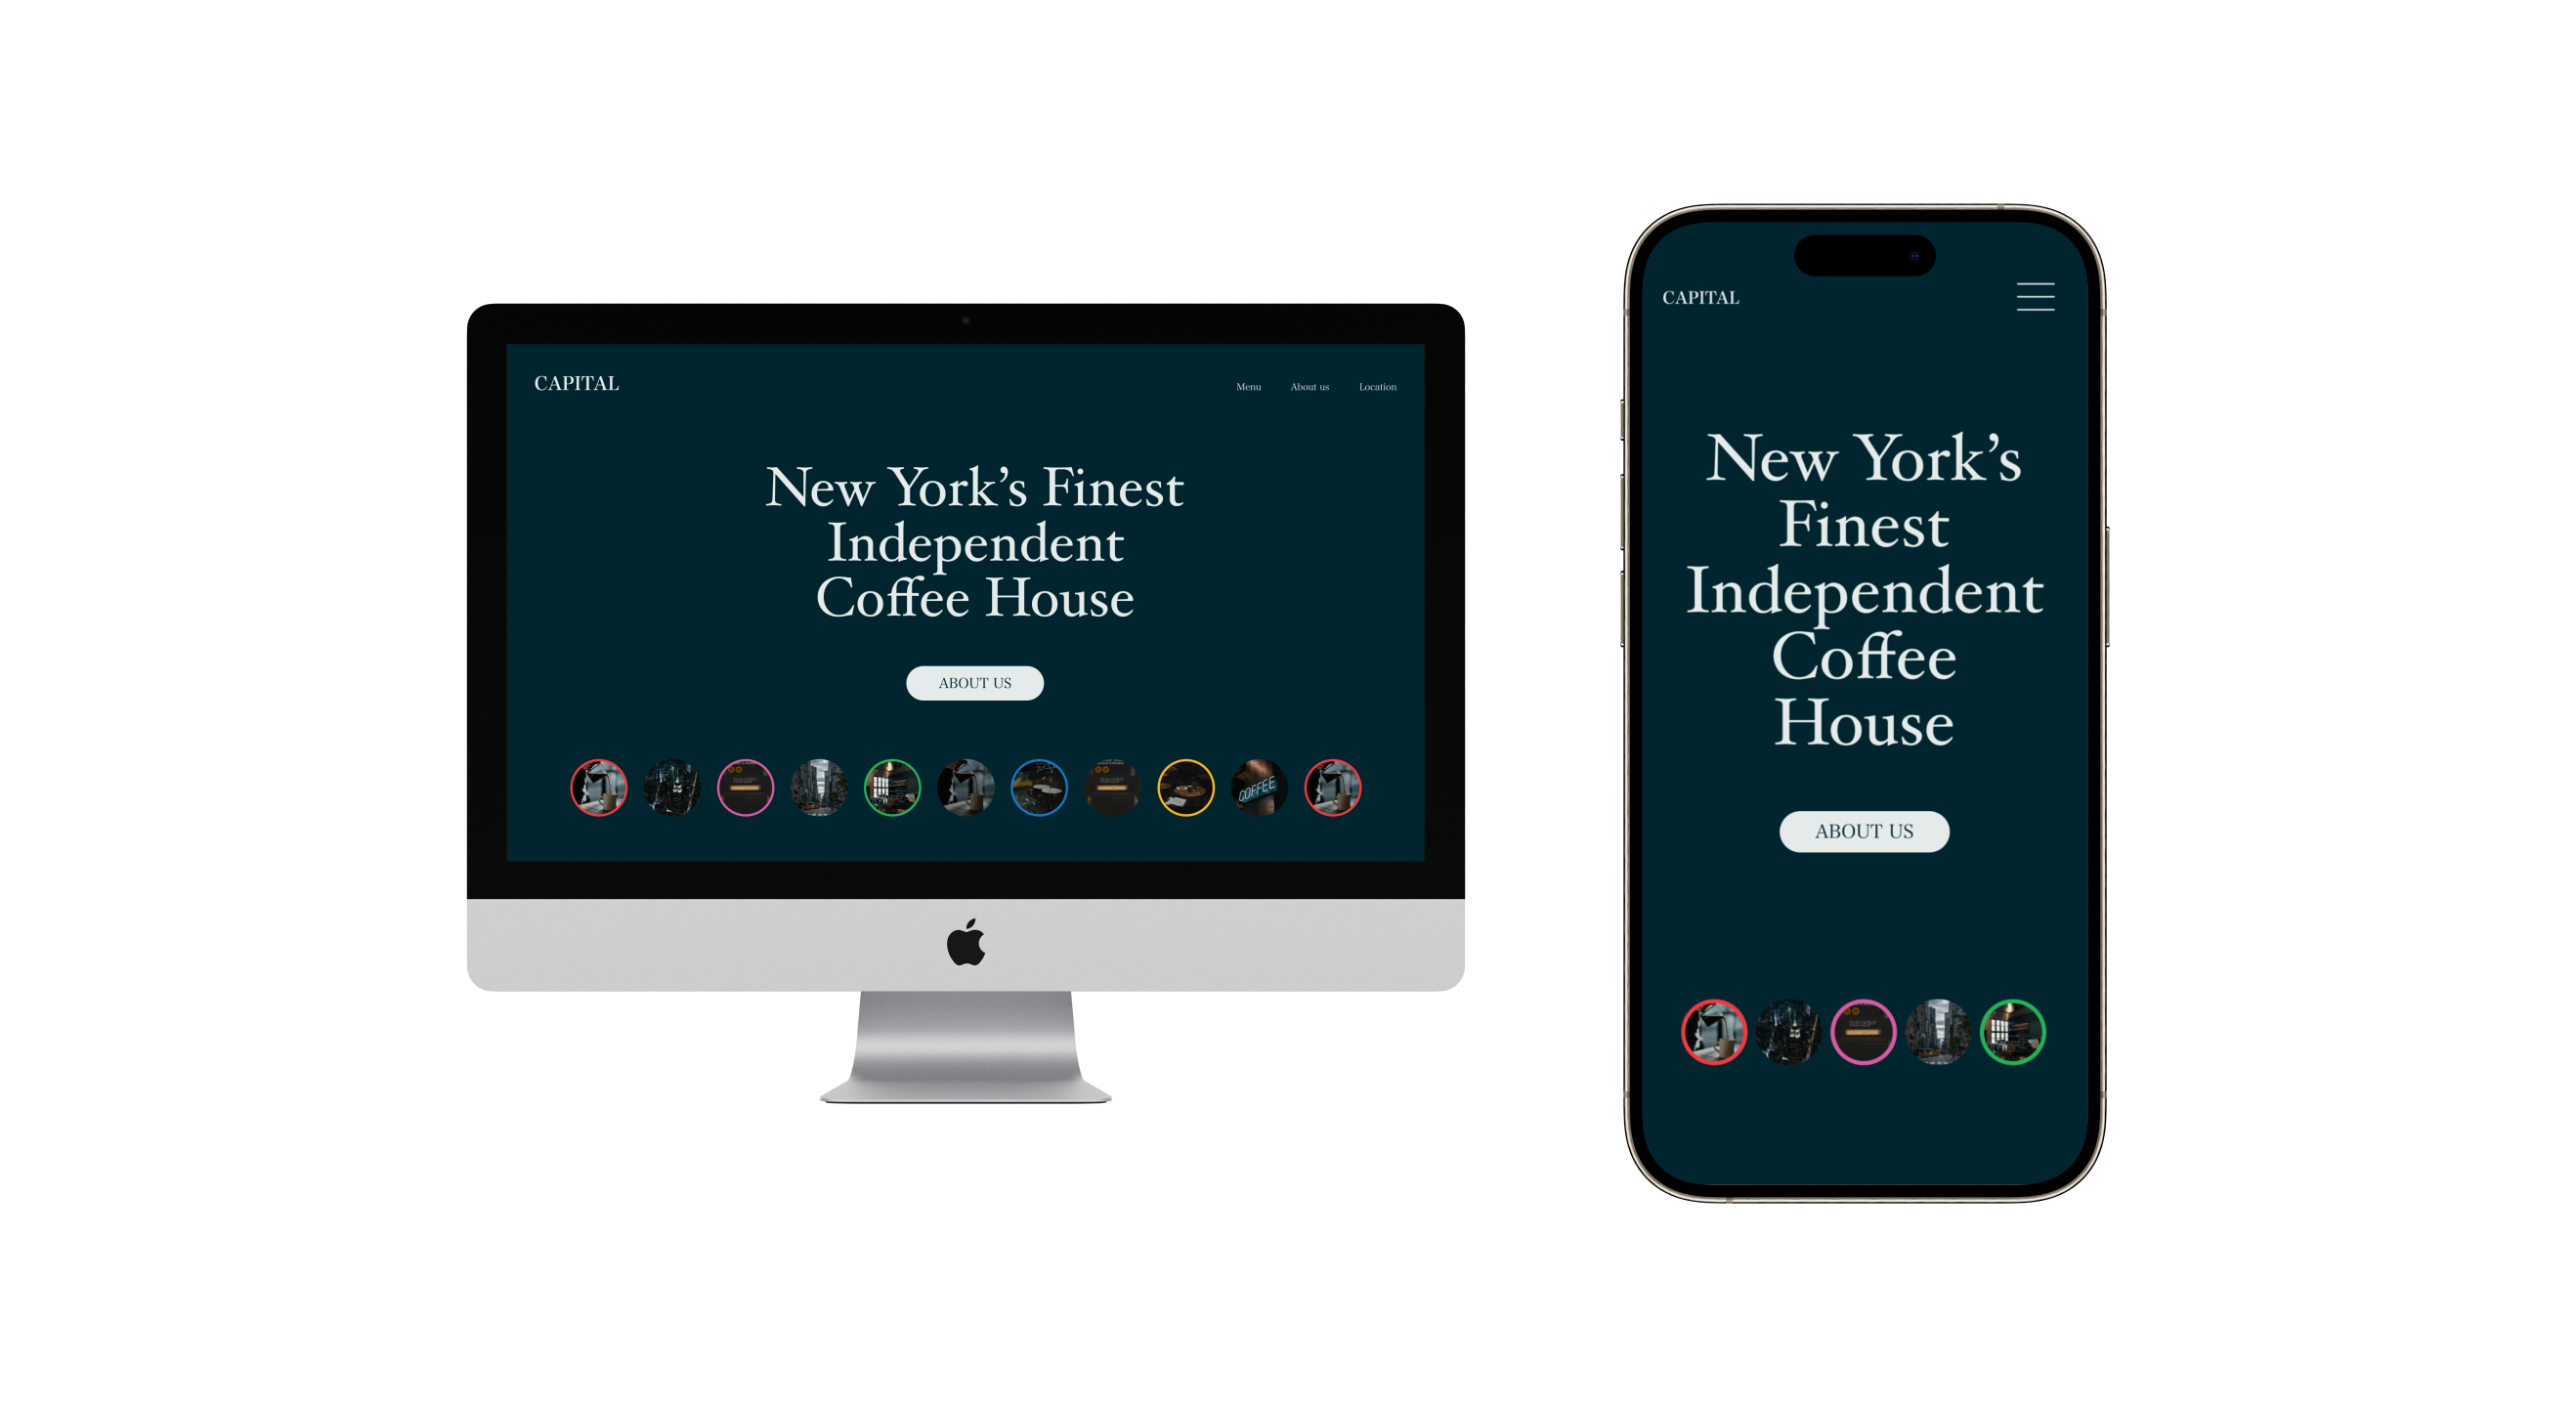 CAPITAL
Menu About us Location
New York’s Finest
Independent
Coffee House
ABOUT US
COFFEE
CAPITAL
New York’s
Finest
Independent
Coffee
House
ABOUT US